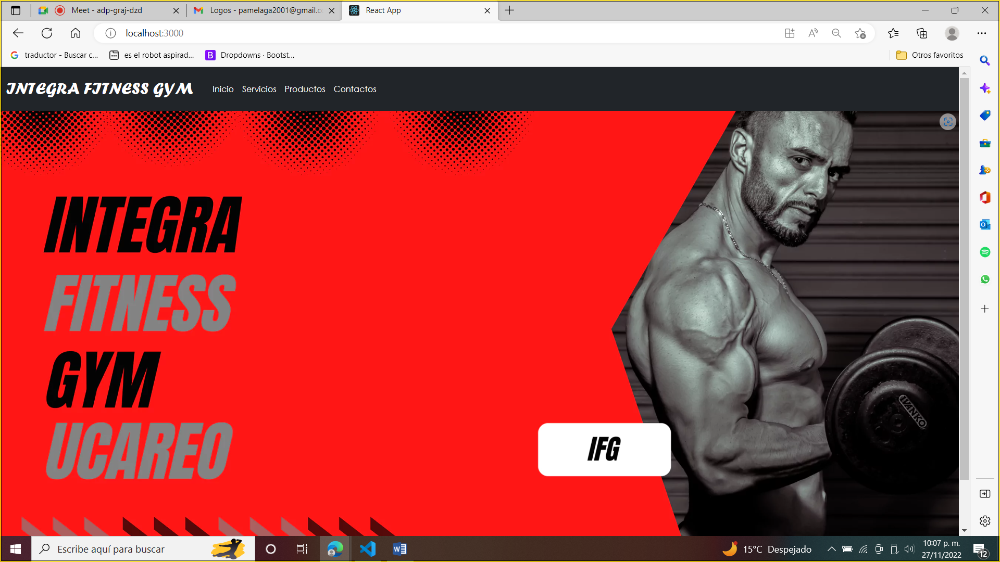 Meet - adp-graj-dzd
Logos - pamelaga2001@gmail.c
React App
localhost:3000
traductor - Buscar c...
es el robot aspirad...
Dropdowns · Bootst...
Otros favoritos
INTEGRA FITNESS GYM
Inicio Servicios Productos Contactos
INTEGRA
FITNESS
GYM
UCAREO
IFG
IVANKO
Escribe aquí para buscar
15°C Despejado
10:07 p. m.
27/11/2022
12